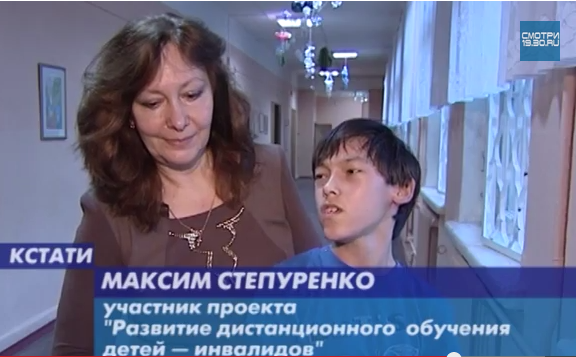 СМОТРИ
19.30.RU
КСТАТИ
МАКСИМ СТЕПУРЕНКО
участник проекта
"Развитие дистанционного обучения
детей — инвалидов"